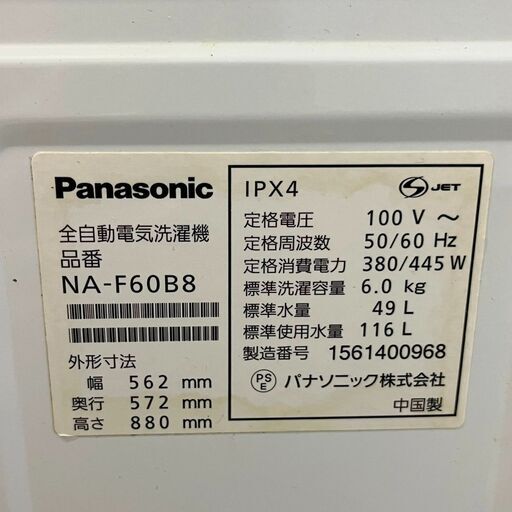 Panasonic
全自動電気洗濯機
品番
NA-F60B8
外形寸法
幅 562 mm
奥行 572 mm
高さ 880 mm
IPX4
S JET
定格電圧 100 V ～
定格周波数 50/60 Hz
定格消費電力 380/445 W
標準洗濯容量 6.0 kg
標準水量 49 L
標準使用水量 116 L
製造番号 1561400968
PSE パナソニック株式会社
中国製